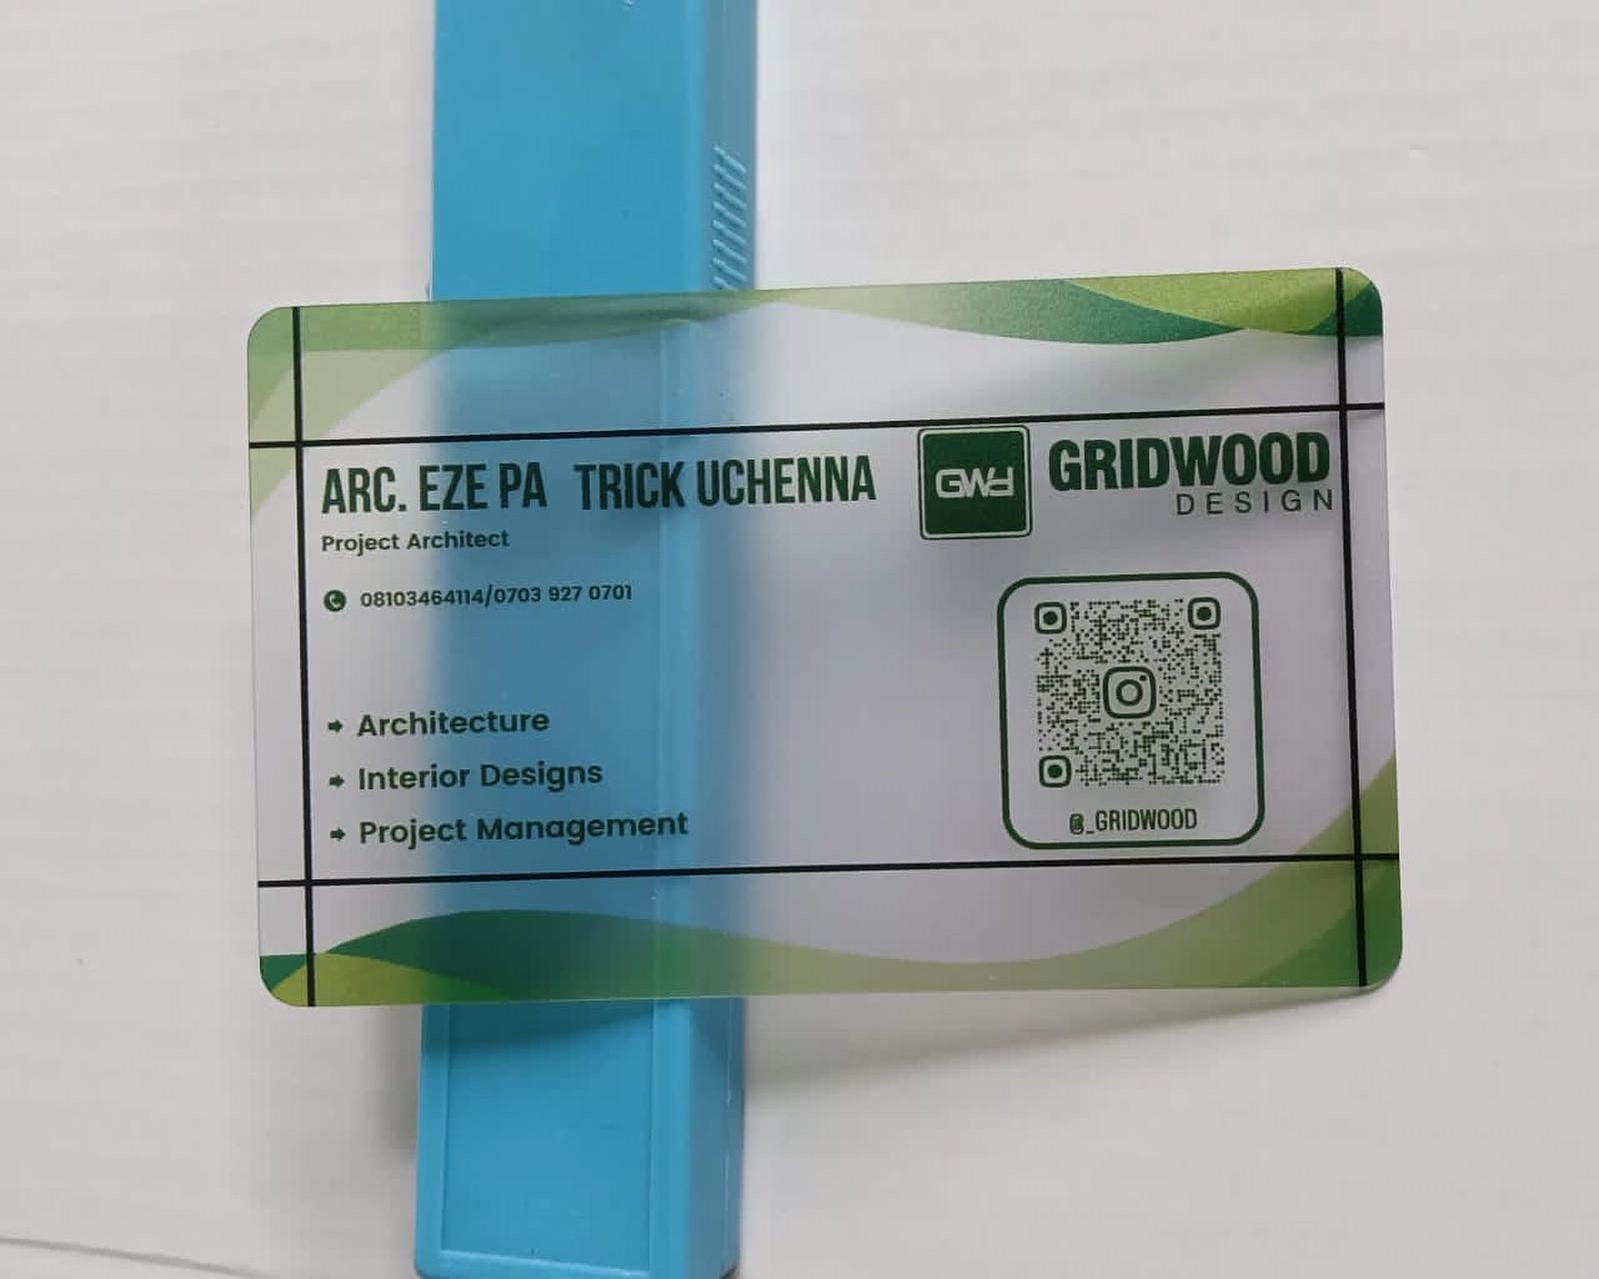 ARC. EZE PA TRICK UCHENNA
Project Architect
08103464114/0703 927 0701
Architecture
Interior Designs
Project Management
GWd
GRIDWOOD
DESIGN
@_GRIDWOOD